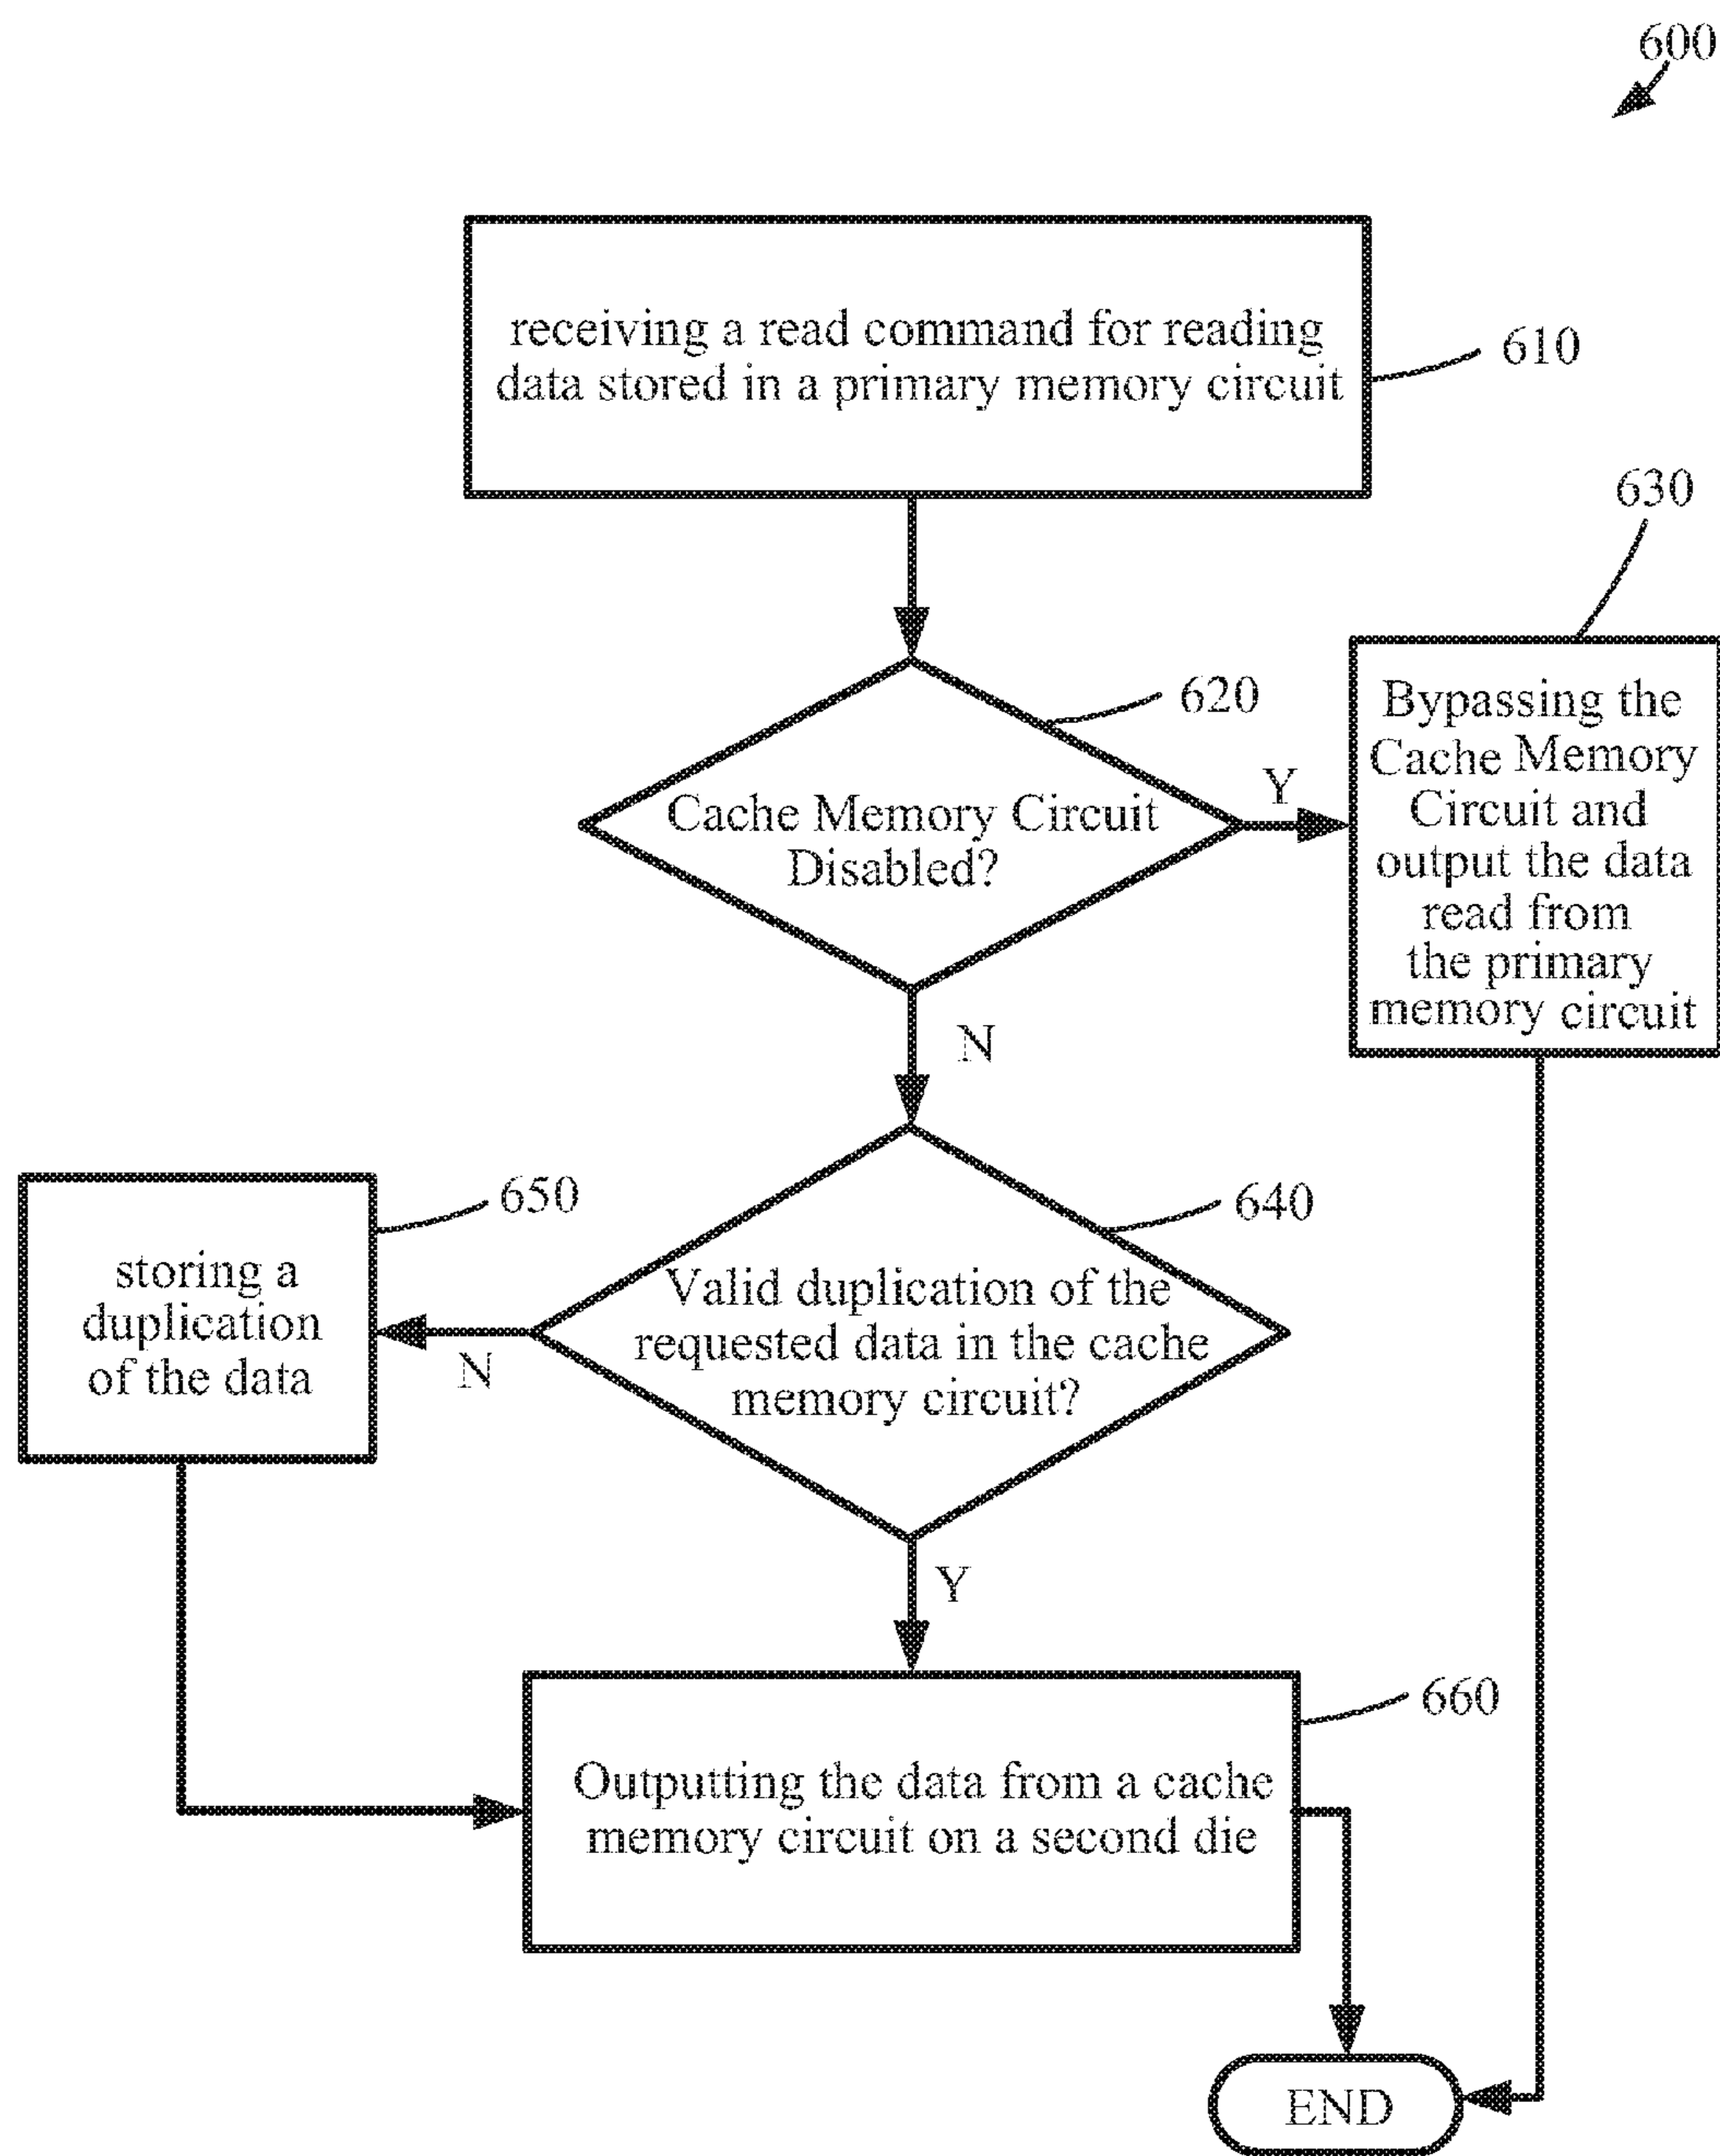 600
receiving a read command for reading
data stored in a primary memory circuit
610
630
620
Cache Memory Circuit
Disabled?
Y
Bypassing the
Cache Memory
Circuit and
output the data
read from
the primary
memory circuit
N
650
640
storing a
duplication
of the data
Valid duplication of the
requested data in the cache
memory circuit?
N
Y
660
Outputting the data from a cache
memory circuit on a second die
END